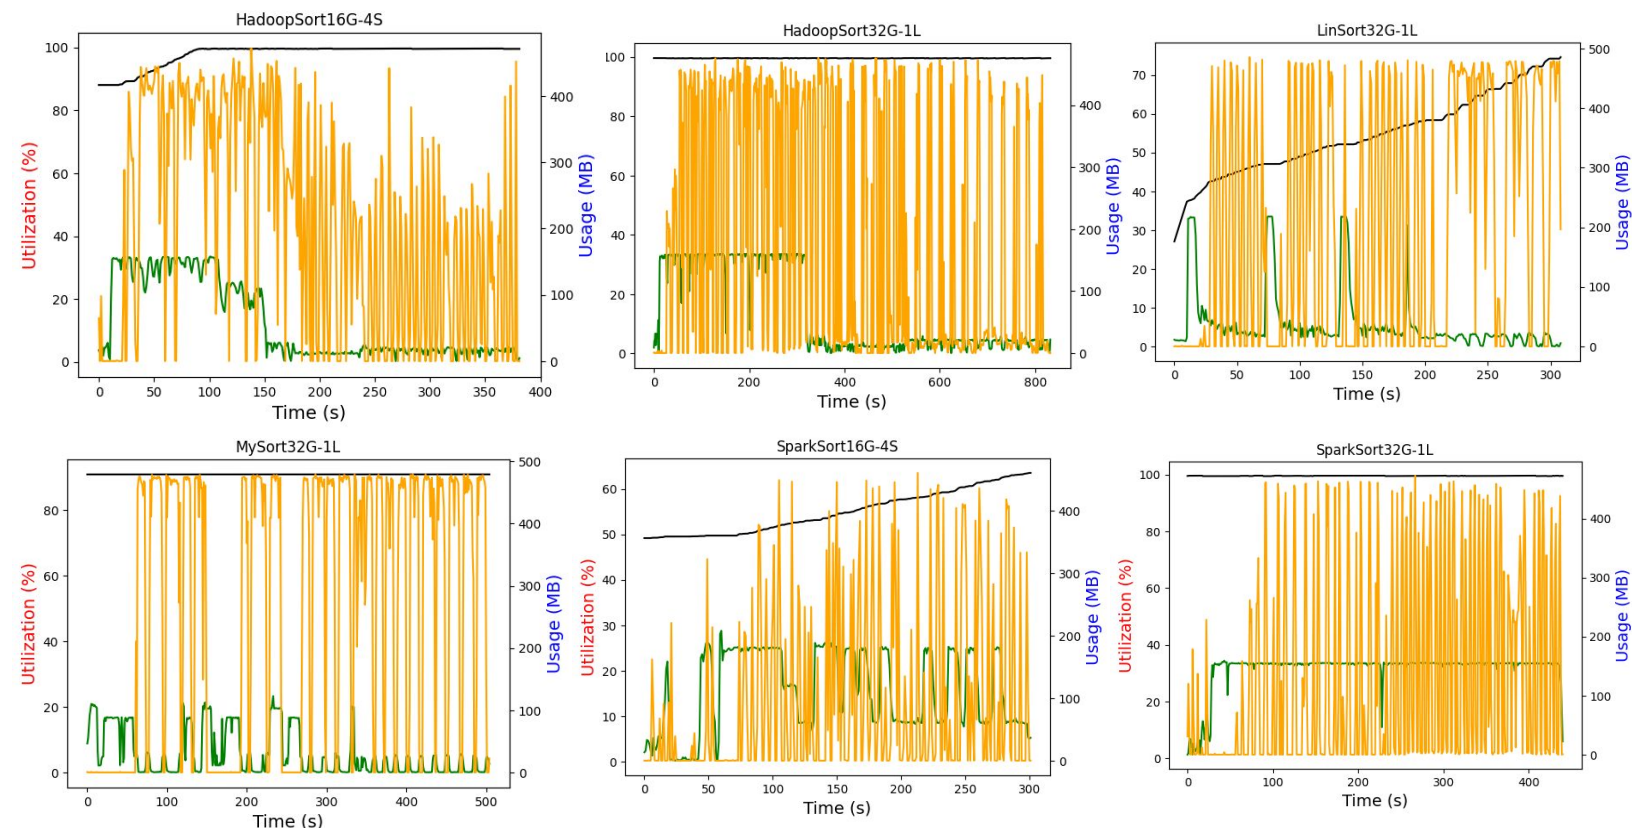 HadoopSort16G-4S
100
80
60
40
20
0
400
300
200
100
0
0 50 100 150 200 250 300 350 400
Utilization (%)
Usage (MB)
Time (s)
HadoopSort32G-1L
100
80
60
40
20
0
400
300
200
100
0
0 200 400 600 800
Usage (MB)
Time (s)
LinSort32G-1L
70
60
50
40
30
20
10
0
500
400
300
200
100
0
0 50 100 150 200 250 300
Usage (MB)
Time (s)
MySort32G-1L
80
60
40
20
0
500
400
300
200
100
0
0 100 200 300 400 500
Utilization (%)
Usage (MB)
Time (s)
SparkSort16G-4S
60
50
40
30
20
10
0
400
300
200
100
0
0 50 100 150 200 250 300
Utilization (%)
Usage (MB)
Time (s)
SparkSort32G-1L
100
80
60
40
20
0
400
300
200
100
0
0 100 200 300 400
Utilization (%)
Usage (MB)
Time (s)